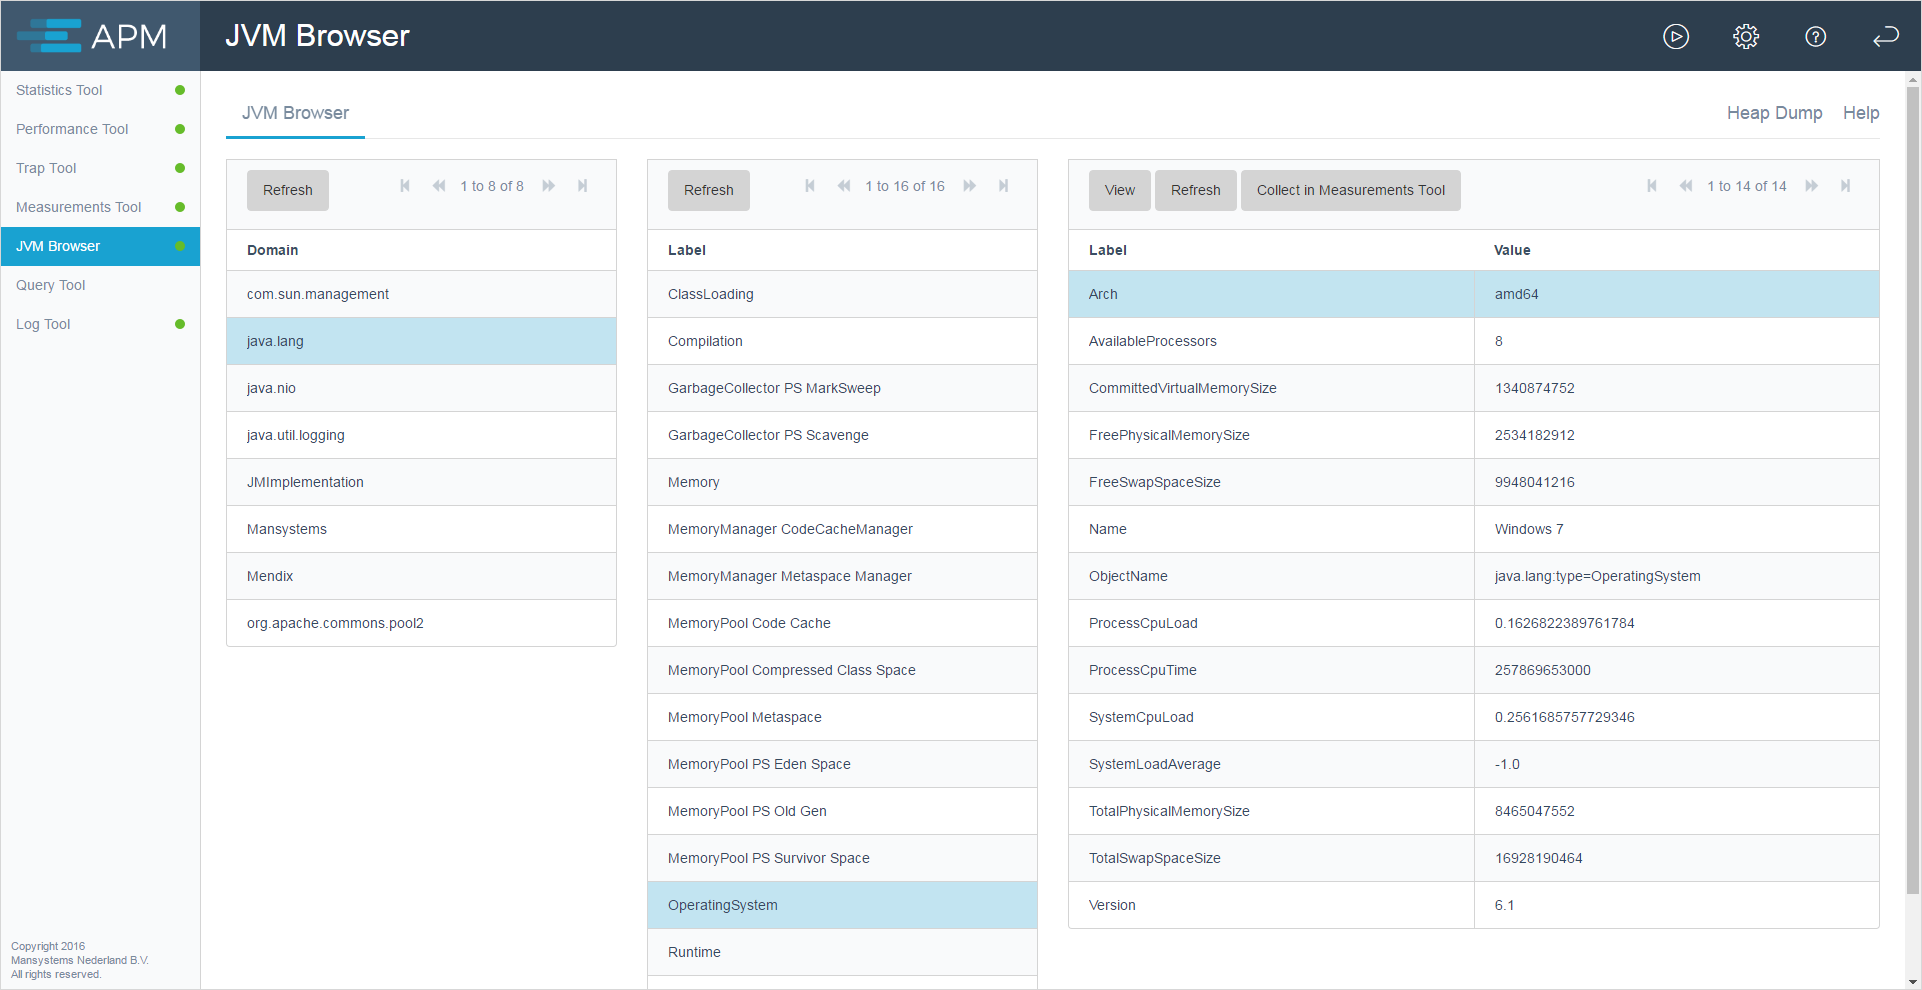 APM
JVM Browser
Statistics Tool
Performance Tool
Trap Tool
Measurements Tool
JVM Browser
Query Tool
Log Tool
Copyright 2016
Mansystems Nederland B.V.
All rights reserved.
JVM Browser
Heap Dump Help
Refresh 1 to 8 of 8
Domain
com.sun.management
java.lang
java.nio
java.util.logging
JMImplementation
Mansystems
Mendix
org.apache.commons.pool2
Refresh 1 to 16 of 16
Label
ClassLoading
Compilation
GarbageCollector PS MarkSweep
GarbageCollector PS Scavenge
Memory
MemoryManager CodeCacheManager
MemoryManager Metaspace Manager
MemoryPool Code Cache
MemoryPool Compressed Class Space
MemoryPool Metaspace
MemoryPool PS Eden Space
MemoryPool PS Old Gen
MemoryPool PS Survivor Space
OperatingSystem
Runtime
View Refresh Collect in Measurements Tool 1 to 14 of 14
Label Value
Arch amd64
AvailableProcessors 8
CommittedVirtualMemorySize 1340874752
FreePhysicalMemorySize 2534182912
FreeSwapSpaceSize 9948041216
Name Windows 7
ObjectName java.lang:type=OperatingSystem
ProcessCpuLoad 0.1626822389761784
ProcessCpuTime 257869653000
SystemCpuLoad 0.2561685757729346
SystemLoadAverage -1.0
TotalPhysicalMemorySize 8465047552
TotalSwapSpaceSize 16928190464
Version 6.1